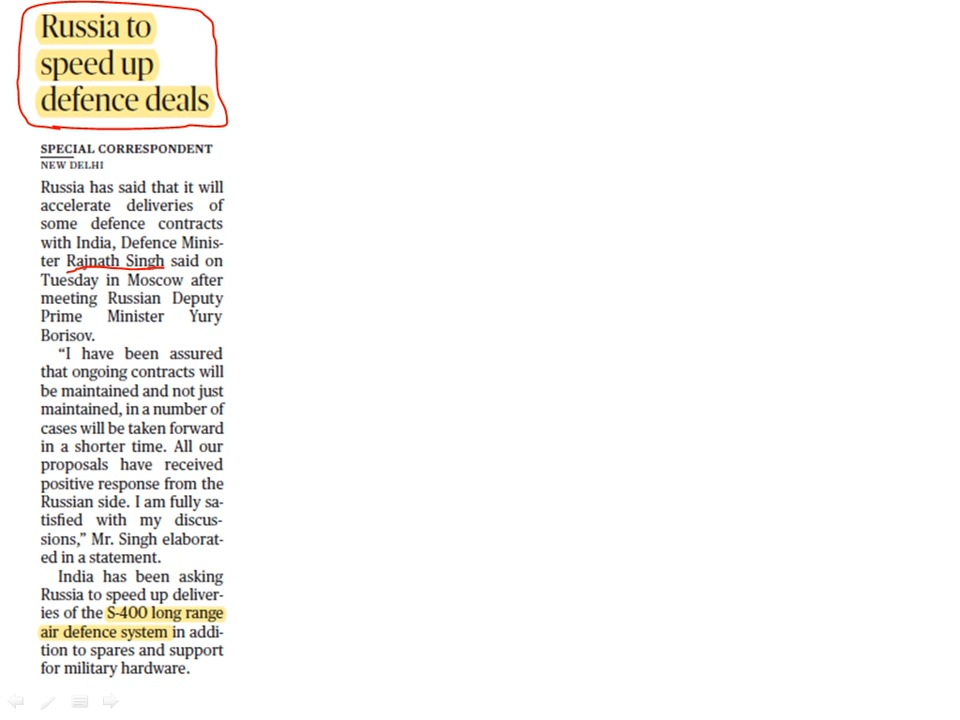 Russia to
speed up
defence deals
SPECIAL CORRESPONDENT
NEW DELHI
Russia has said that it will
accelerate deliveries of
some defence contracts
with India, Defence Minis-
ter Rajnath Singh said on
Tuesday in Moscow after
meeting Russian Deputy
Prime Minister Yury
Borisov.
“I have been assured
that ongoing contracts will
be maintained and not just
maintained, in a number of
cases will be taken forward
in a shorter time. All our
proposals have received
positive response from the
Russian side. I am fully sa-
tisfied with my discus-
sions,” Mr. Singh elaborat-
ed in a statement.
India has been asking
Russia to speed up deliver-
ies of the S-400 long range
air defence system in addi-
tion to spares and support
for military hardware.